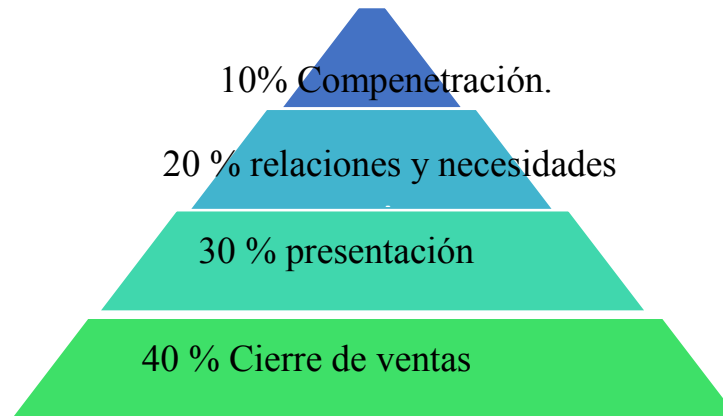 10% Compenetración.
20 % relaciones y necesidades
30 % presentación
40 % Cierre de ventas